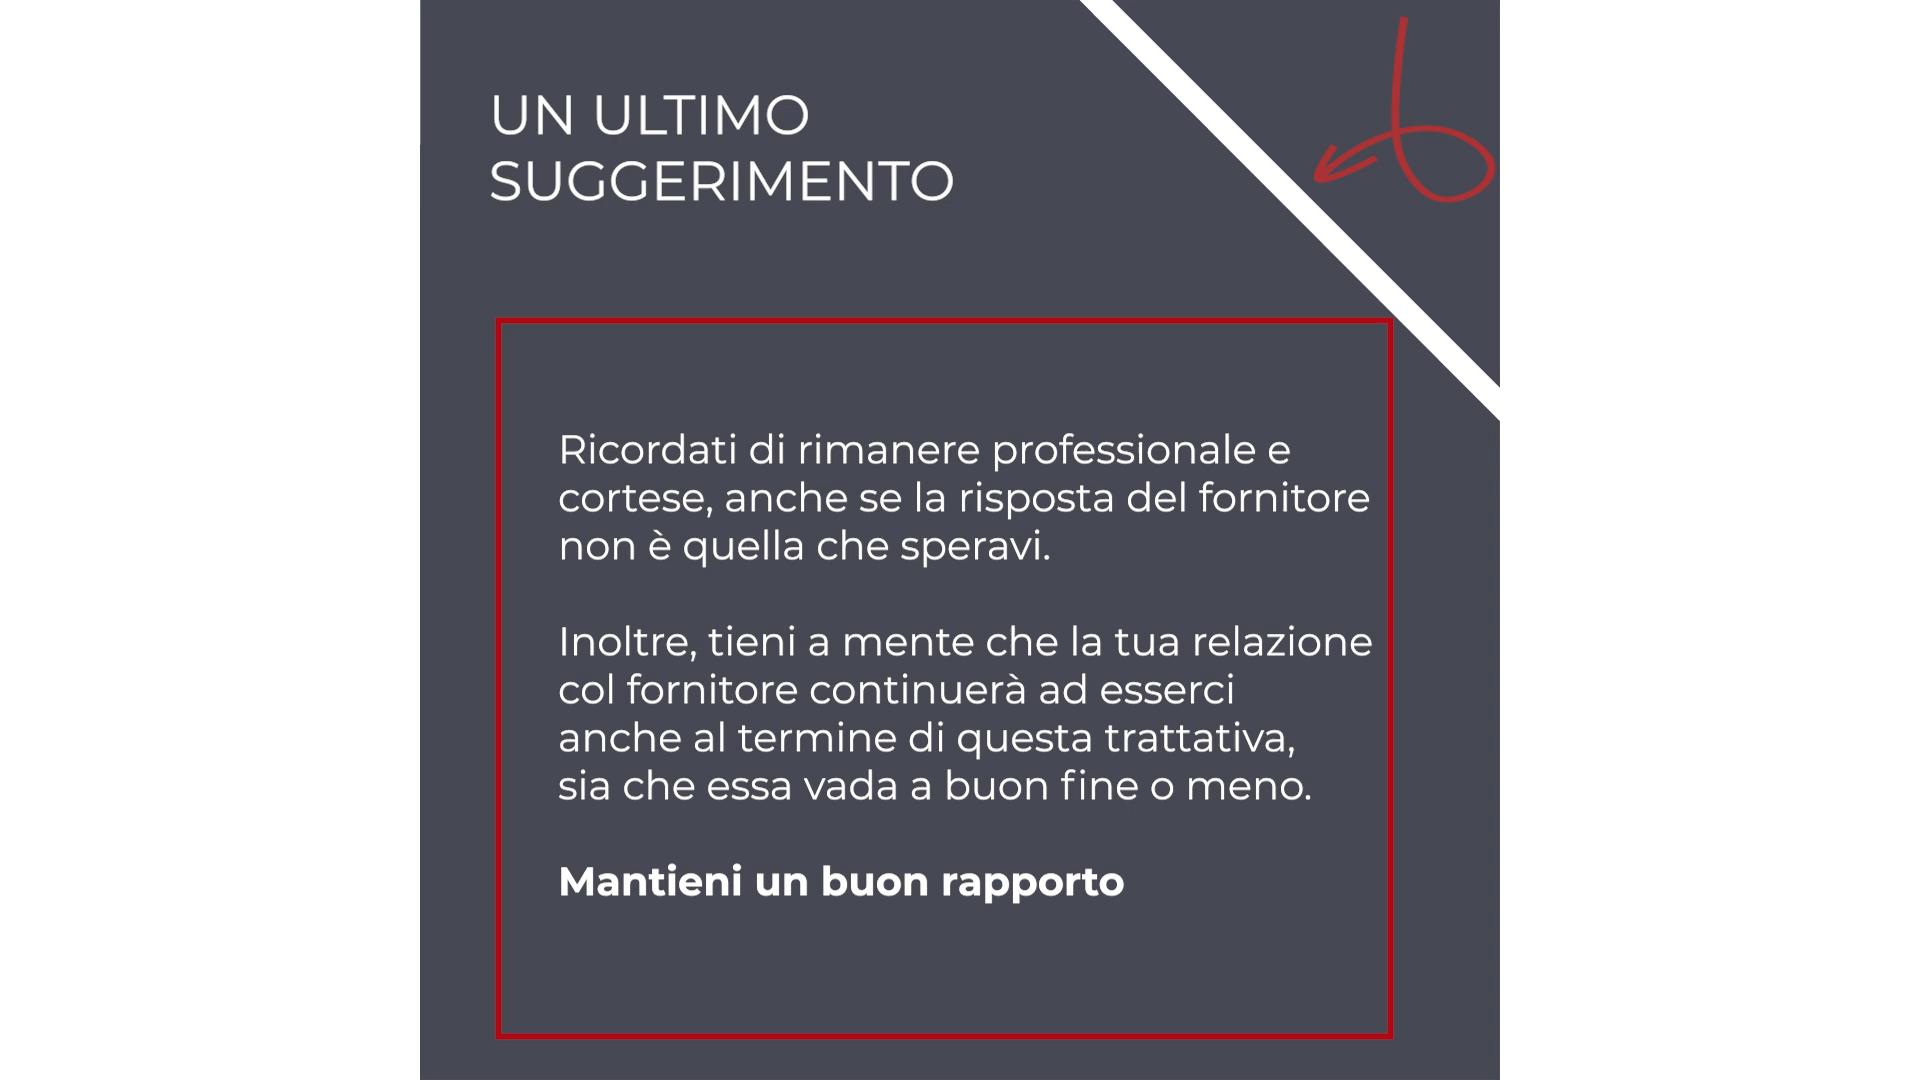 UN ULTIMO
SUGGERIMENTO
Ricordati di rimanere professionale e
cortese, anche se la risposta del fornitore
non è quella che speravi.
Inoltre, tieni a mente che la tua relazione
col fornitore continuerà ad esserci
anche al termine di questa trattativa,
sia che essa vada a buon fine o meno.
Mantieni un buon rapporto